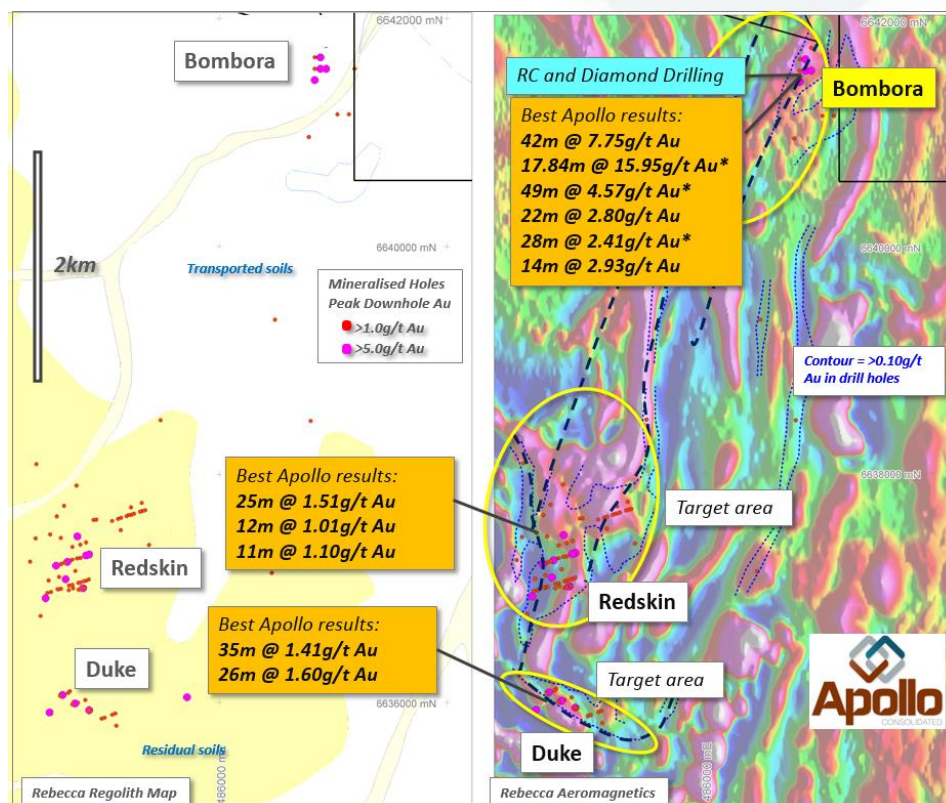 6642000 mN
Bombora
2km
6640000 mN
Transported soils
Mineralised Holes
Peak Downhole Au
>1.0g/t Au
>5.0g/t Au
Best Apollo results:
25m @ 1.51g/t Au
12m @ 1.01g/t Au
11m @ 1.10g/t Au
6638000 mN
Redskin
Best Apollo results:
35m @ 1.41g/t Au
26m @ 1.60g/t Au
Duke
6636000 mN
Residual soils
486000 mE
Rebecca Regolith Map
6642000 mN
RC and Diamond Drilling
Bombora
Best Apollo results:
42m @ 7.75g/t Au
17.84m @ 15.95g/t Au*
49m @ 4.57g/t Au*
22m @ 2.80g/t Au
28m @ 2.41g/t Au*
14m @ 2.93g/t Au
6640000 mN
Contour = >0.10g/t
Au in drill holes
6638000 mN
Target area
Redskin
Target area
Duke
Apollo
CONSOLIDATED
486000 mE
Rebecca Aeromagnetics